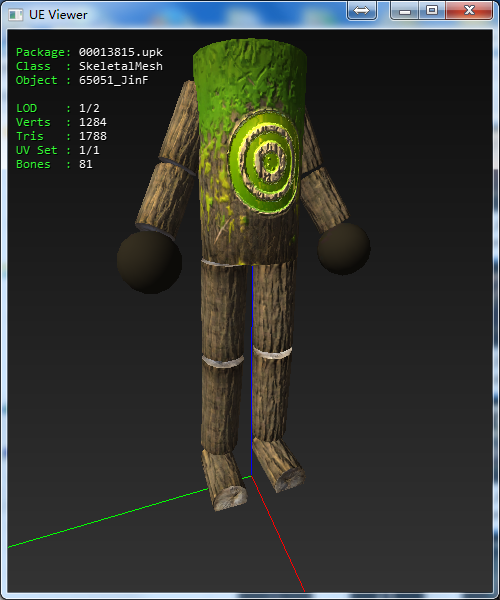 UE Viewer
Package: 00013815.upk
Class : SkeletalMesh
Object : 65051_JinF
LOD : 1/2
Verts : 1284
Tris : 1788
UV Set : 1/1
Bones : 81